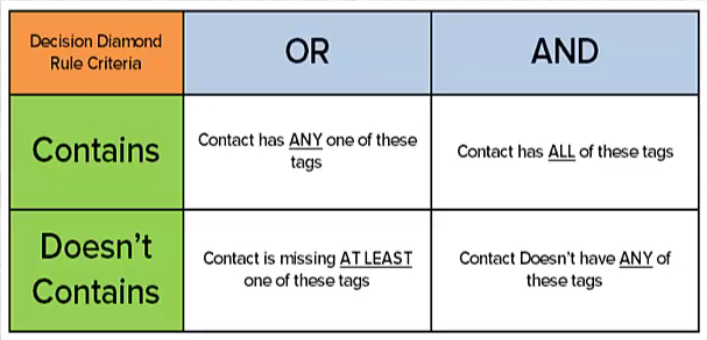 Decision Diamond
Rule Criteria
OR
AND
Contains
Contact has ANY one of these
tags
Contact has ALL of these tags
Doesn't
Contains
Contact is missing AT LEAST
one of these tags
Contact Doesn't have ANY of
these tags